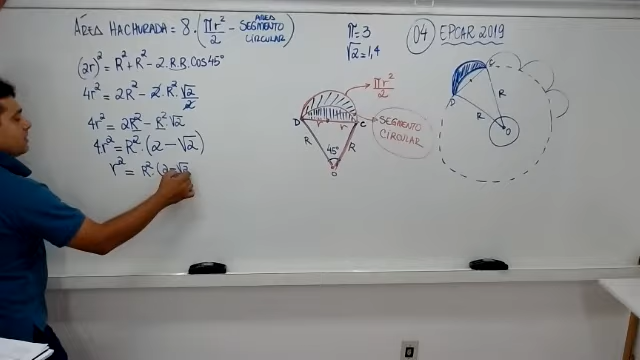 ÁREA HACHURADA = 8 · (πr²/2 - ÁREA SEGMENTO CIRCULAR)
(2r)² = R² + R² - 2·R·R·COS45°
4r² = 2R² - 2·R²·√2/2
4r² = 2R² - R²√2
4r² = R²·(2-√2)
r² = R²·(2-√2
π=3
√2=1,4
04 EPCAR 2019
πr²/2
D r r C
SEGMENTO CIRCULAR
R 45° R
O
C
D
R
R
O